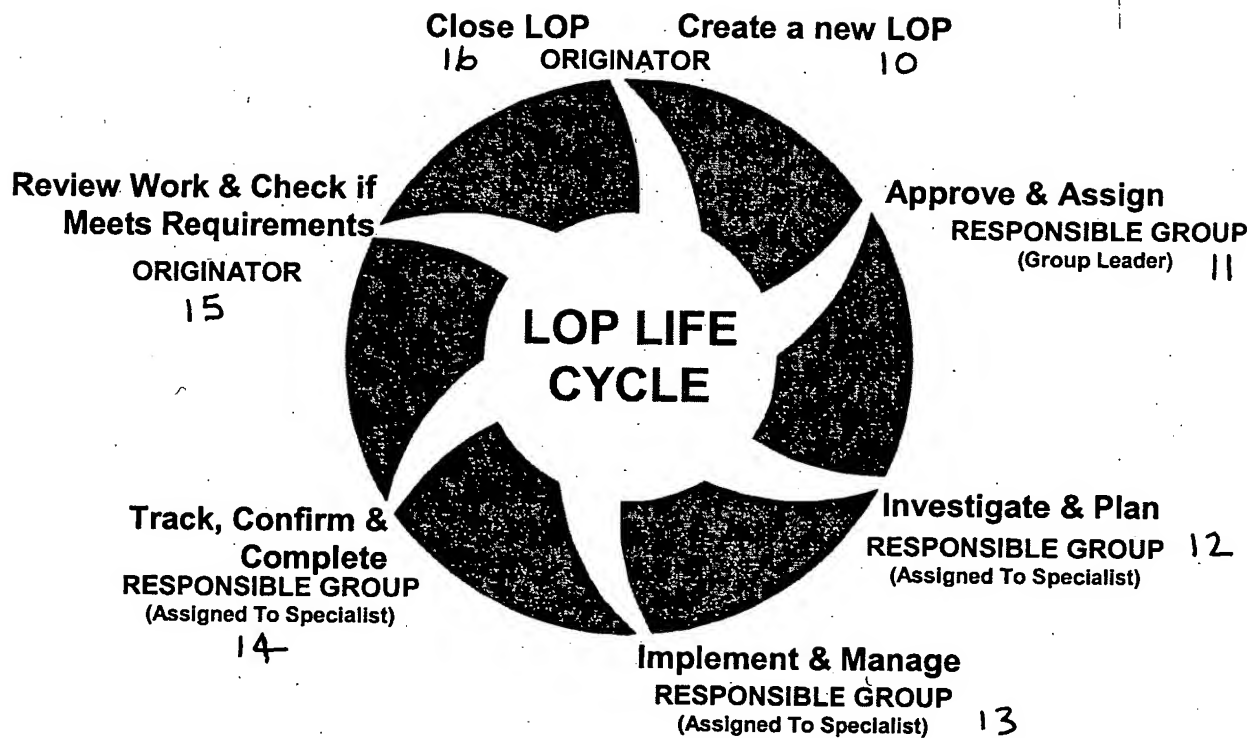 Close LOP
16
Create a new LOP
10
ORIGINATOR
Approve & Assign
RESPONSIBLE GROUP
(Group Leader) 11
Investigate & Plan
RESPONSIBLE GROUP 12
(Assigned To Specialist)
Implement & Manage
RESPONSIBLE GROUP
(Assigned To Specialist) 13
Track, Confirm &
Complete
RESPONSIBLE GROUP
(Assigned To Specialist)
14
Review Work & Check if
Meets Requirements
ORIGINATOR
15
LOP LIFE
CYCLE